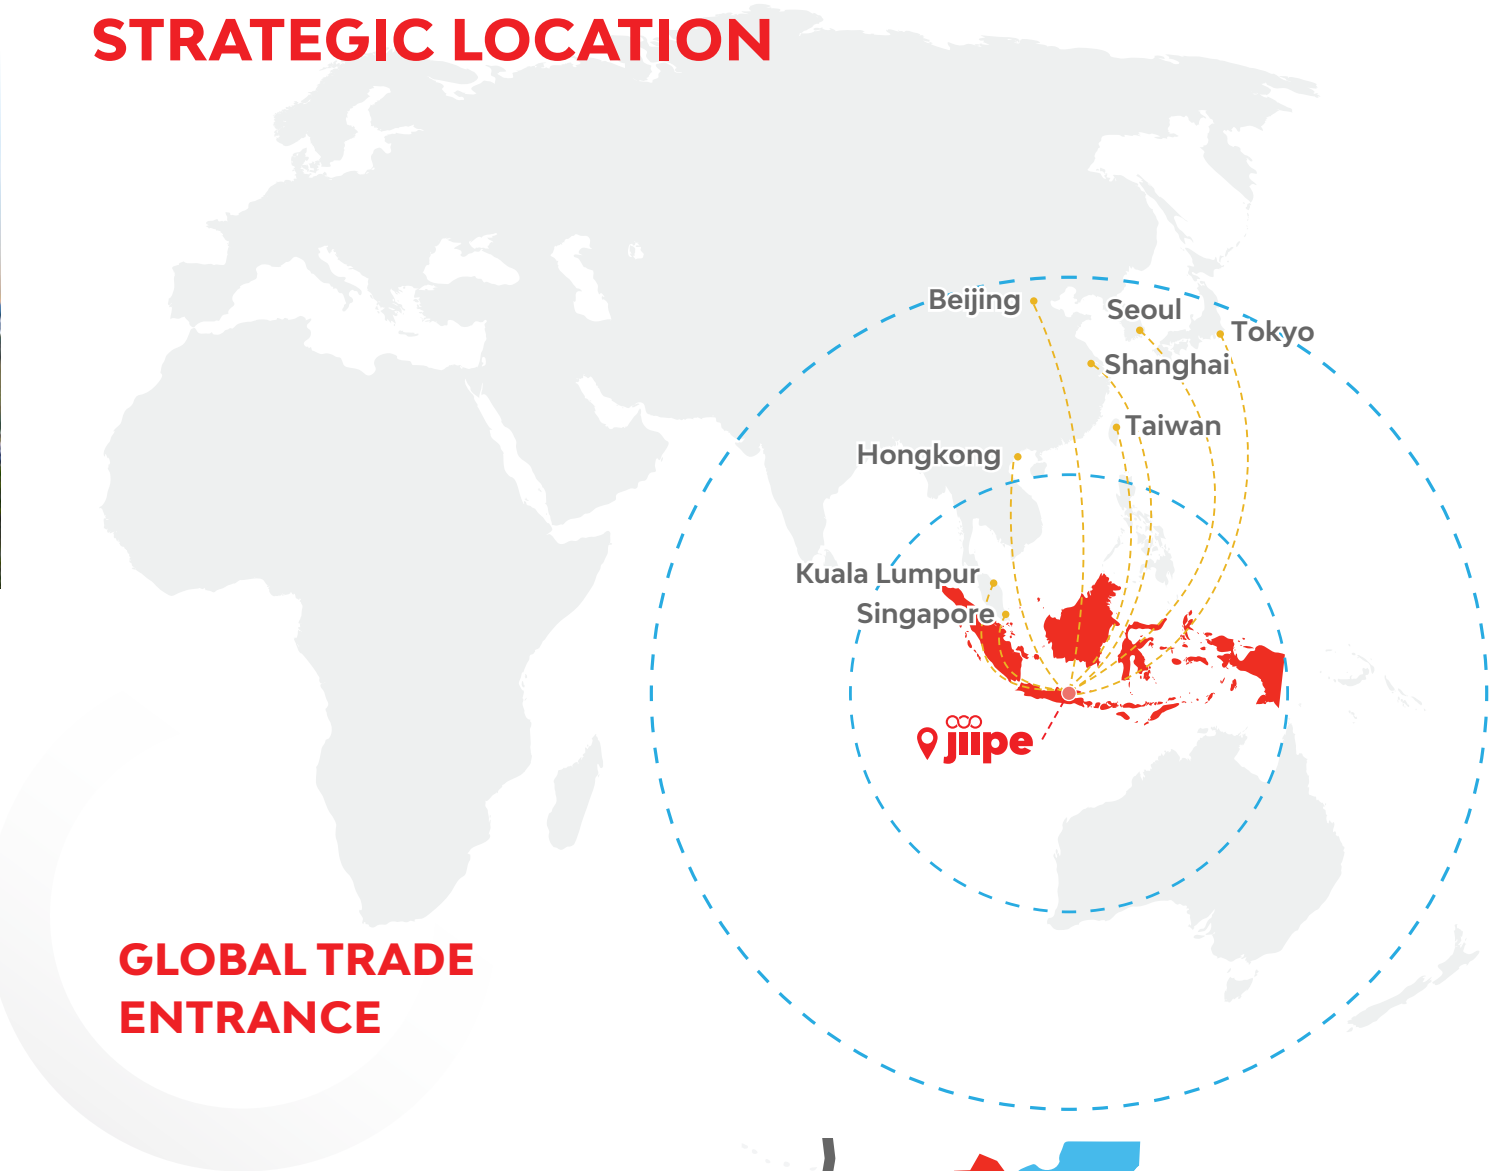 STRATEGIC LOCATION
Beijing
Seoul
Tokyo
Shanghai
Taiwan
Hongkong
Kuala Lumpur
Singapore
jiipe
GLOBAL TRADE
ENTRANCE